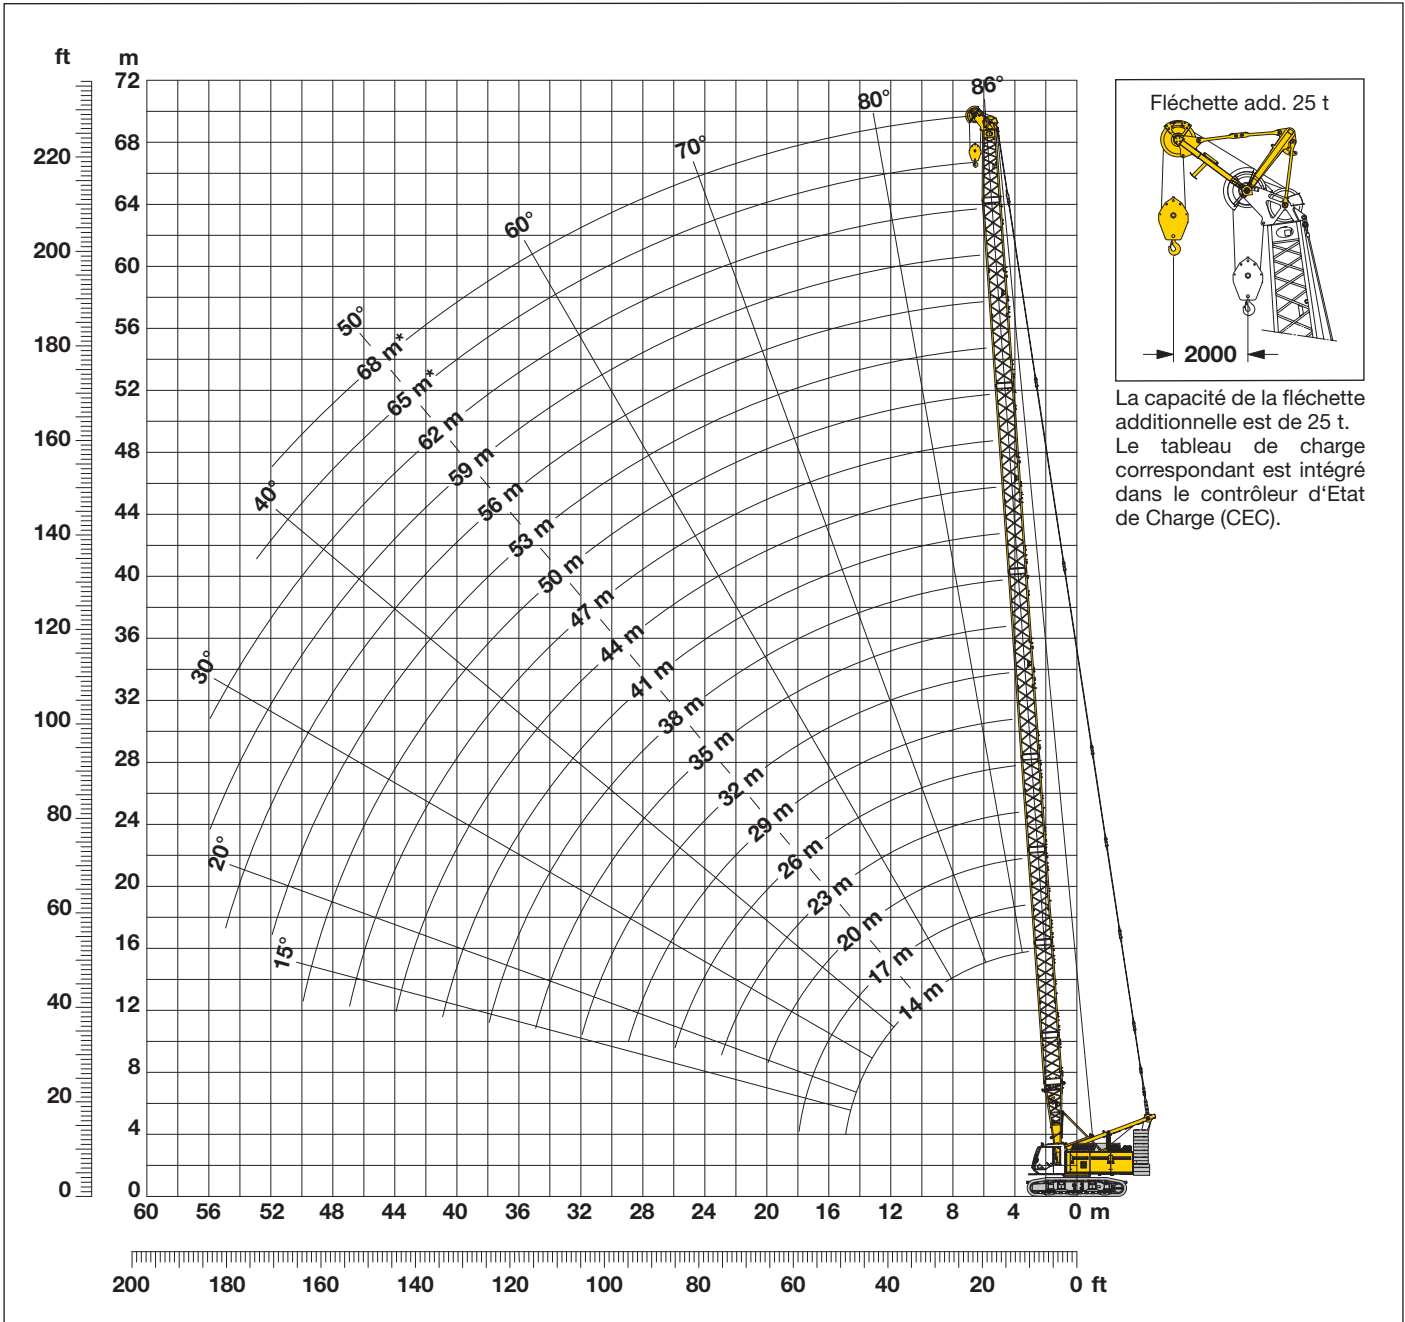 ft
m
72
68
64
60
56
52
48
44
40
36
32
28
24
20
16
12
8
4
0
220
200
180
160
140
120
100
80
60
40
20
0
86°
80°
70°
60°
50°
40°
30°
20°
15°
68 m*
65 m*
62 m
59 m
56 m
53 m
50 m
47 m
44 m
41 m
38 m
35 m
32 m
29 m
26 m
23 m
20 m
17 m
14 m
60 56 52 48 44 40 36 32 28 24 20 16 12 8 4 0 m
200 180 160 140 120 100 80 60 40 20 0 ft
Fléchette add. 25 t
2000
La capacité de la fléchette
additionnelle est de 25 t.
Le tableau de charge
correspondant est intégré
dans le contrôleur d'Etat
de Charge (CEC).